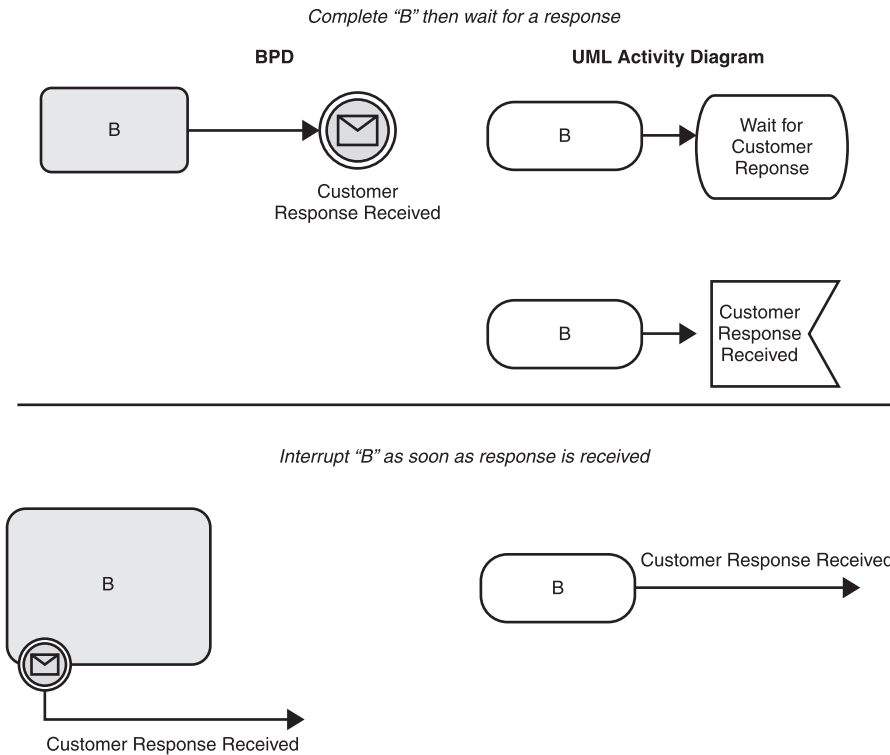 Complete “B” then wait for a response
BPD
UML Activity Diagram
B
Customer
Response Received
B
Wait for
Customer
Reponse
B
Customer
Response
Received
Interrupt “B” as soon as response is received
B
Customer Response Received
B
Customer Response Received